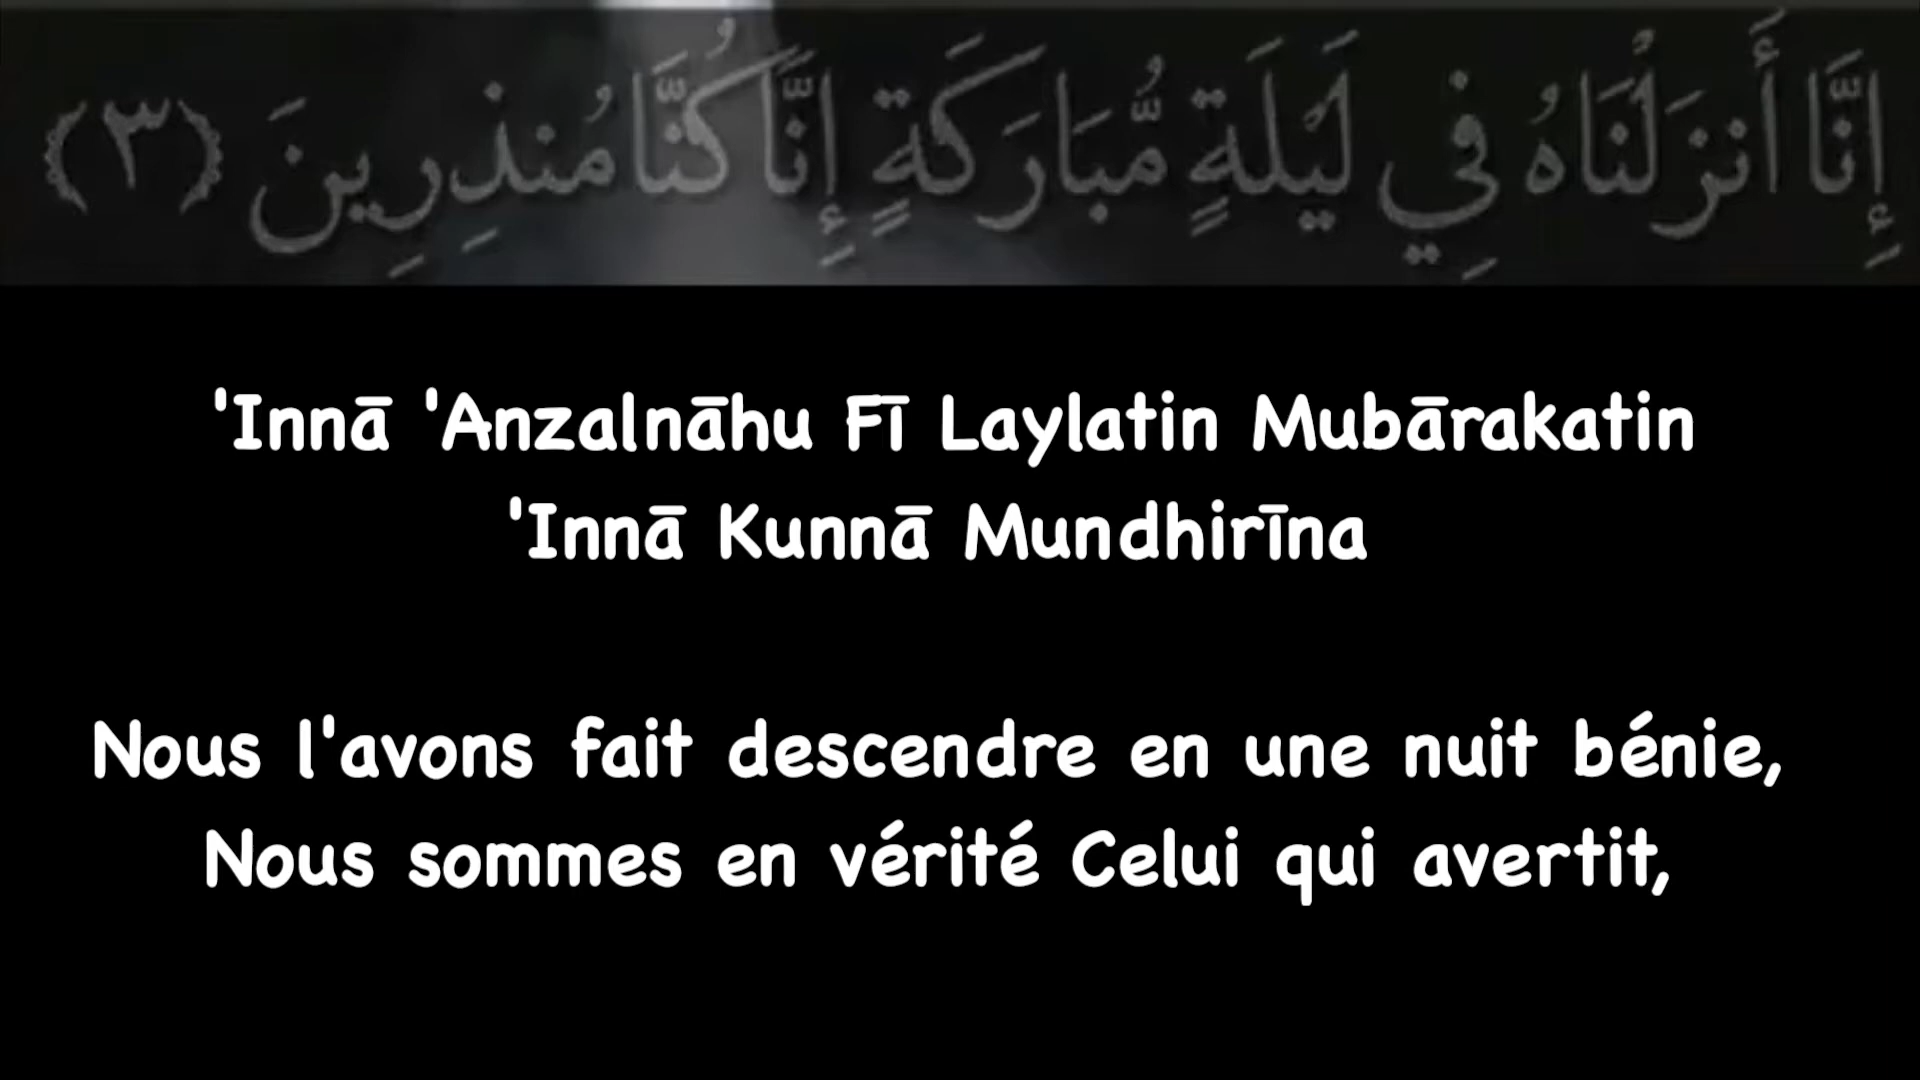 إِنَّا أَنزَلْنَاهُ فِي لَيْلَةٍ مُّبَارَكَةٍ إِنَّا كُنَّا مُنذِرِينَ (٣)
'Innā 'Anzalnāhu Fī Laylatin Mubārakatin
'Innā Kunnā Mundhirīna
Nous l'avons fait descendre en une nuit bénie,
Nous sommes en vérité Celui qui avertit,